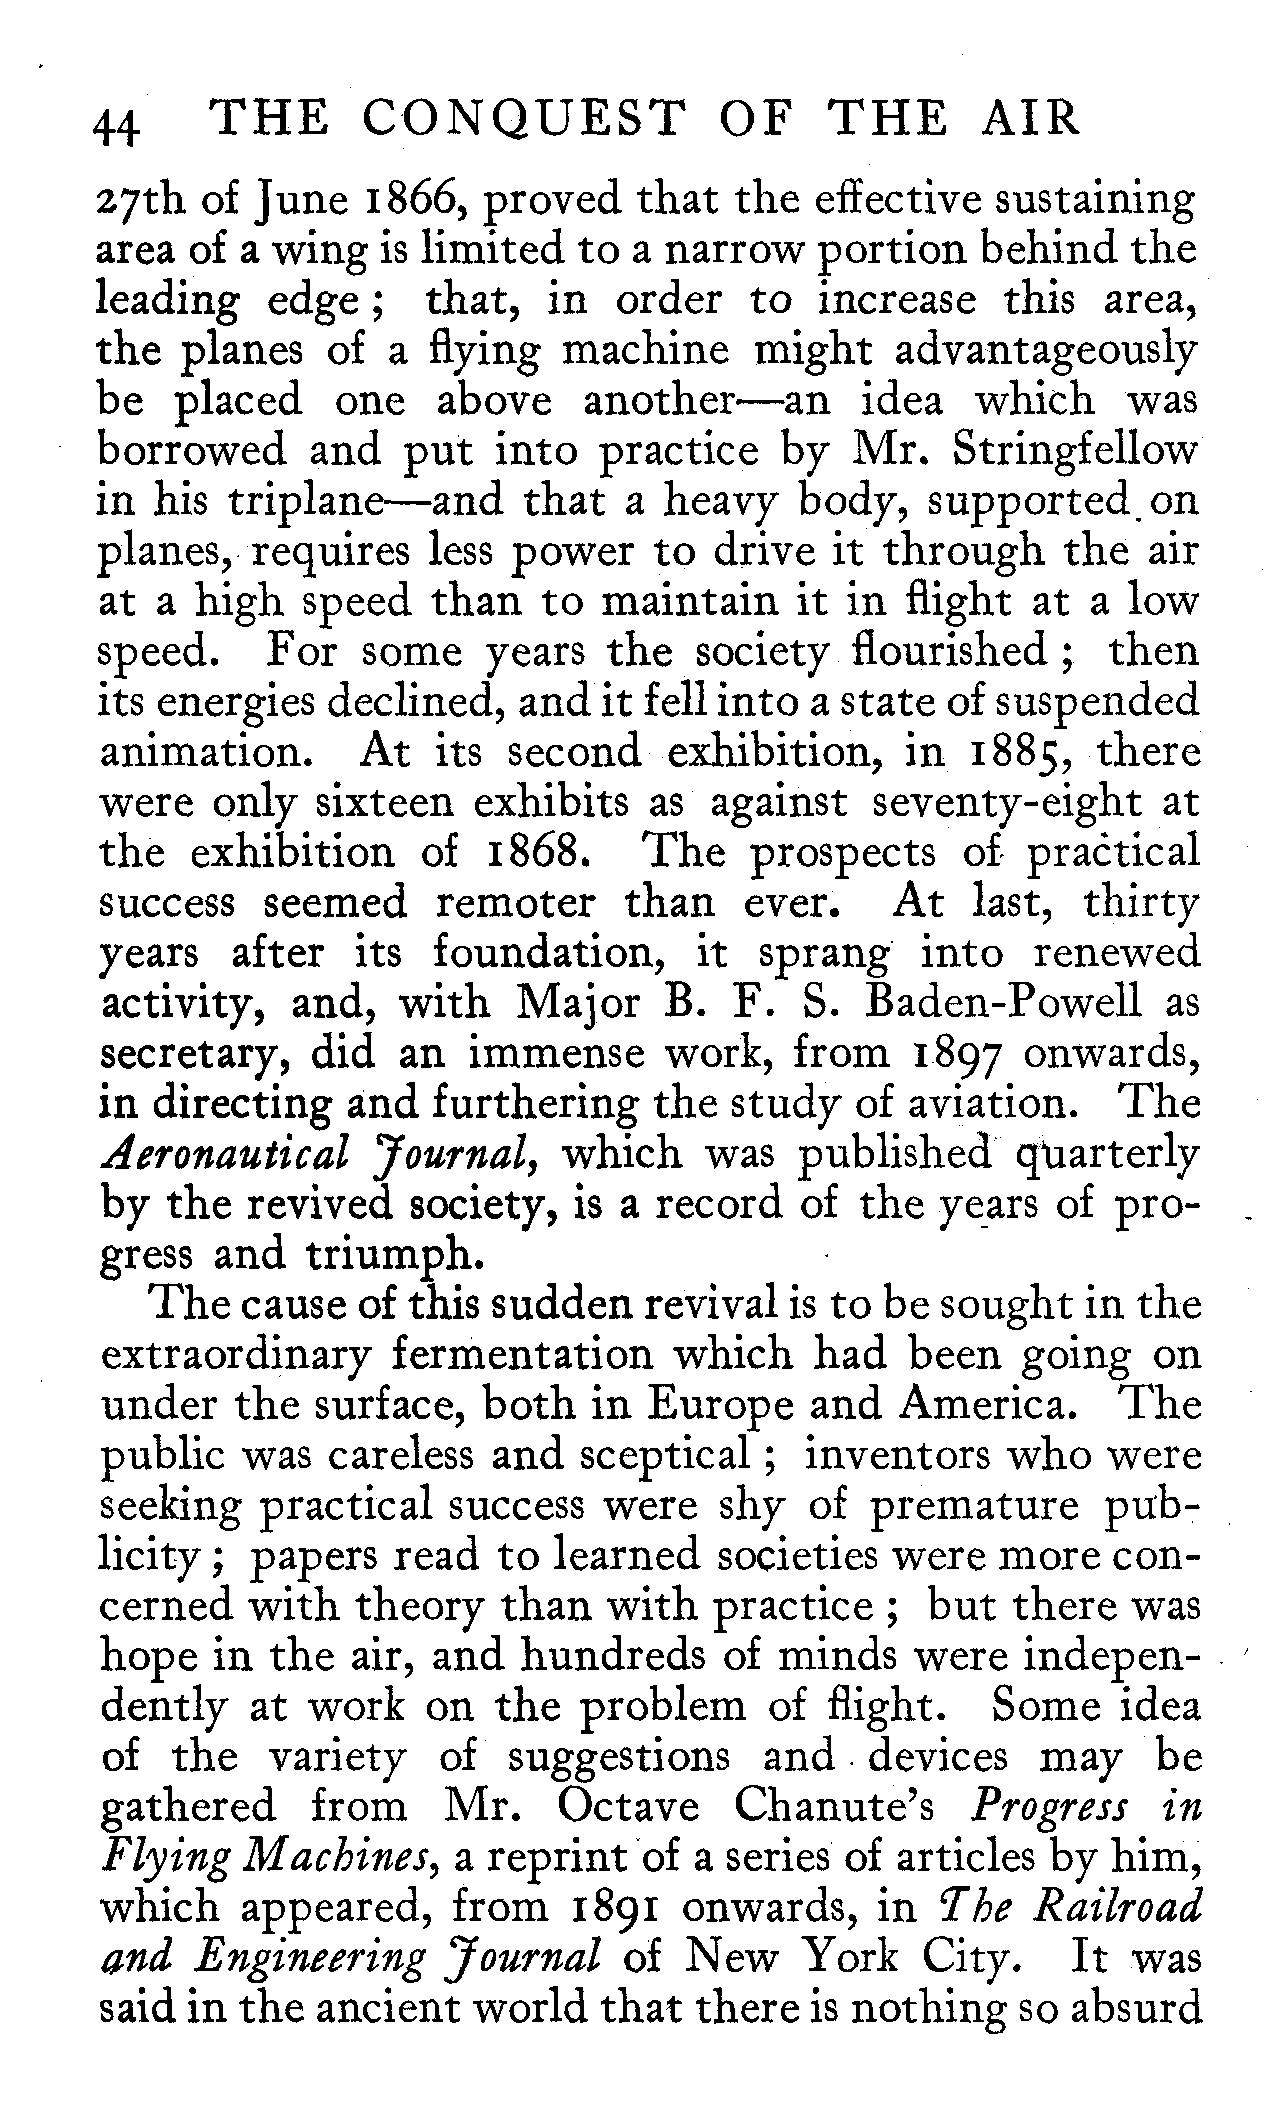 44 THE CONQUEST OF THE AIR
27th of June 1866, proved that the effective sustaining
area of a wing is limited to a narrow portion behind the
leading edge ; that, in order to increase this area,
the planes of a flying machine might advantageously
be placed one above another—an idea which was
borrowed and put into practice by Mr. Stringfellow
in his triplane—and that a heavy body, supported on
planes, requires less power to drive it through the air
at a high speed than to maintain it in flight at a low
speed. For some years the society flourished ; then
its energies declined, and it fell into a state of suspended
animation. At its second exhibition, in 1885, there
were only sixteen exhibits as against seventy-eight at
the exhibition of 1868. The prospects of practical
success seemed remoter than ever. At last, thirty
years after its foundation, it sprang into renewed
activity, and, with Major B. F. S. Baden-Powell as
secretary, did an immense work, from 1897 onwards,
in directing and furthering the study of aviation. The
Aeronautical Journal, which was published quarterly
by the revived society, is a record of the years of pro-
gress and triumph.
The cause of this sudden revival is to be sought in the
extraordinary fermentation which had been going on
under the surface, both in Europe and America. The
public was careless and sceptical ; inventors who were
seeking practical success were shy of premature pub-
licity ; papers read to learned societies were more con-
cerned with theory than with practice ; but there was
hope in the air, and hundreds of minds were indepen-
dently at work on the problem of flight. Some idea
of the variety of suggestions and devices may be
gathered from Mr. Octave Chanute's Progress in
Flying Machines, a reprint of a series of articles by him,
which appeared, from 1891 onwards, in The Railroad
and Engineering Journal of New York City. It was
said in the ancient world that there is nothing so absurd